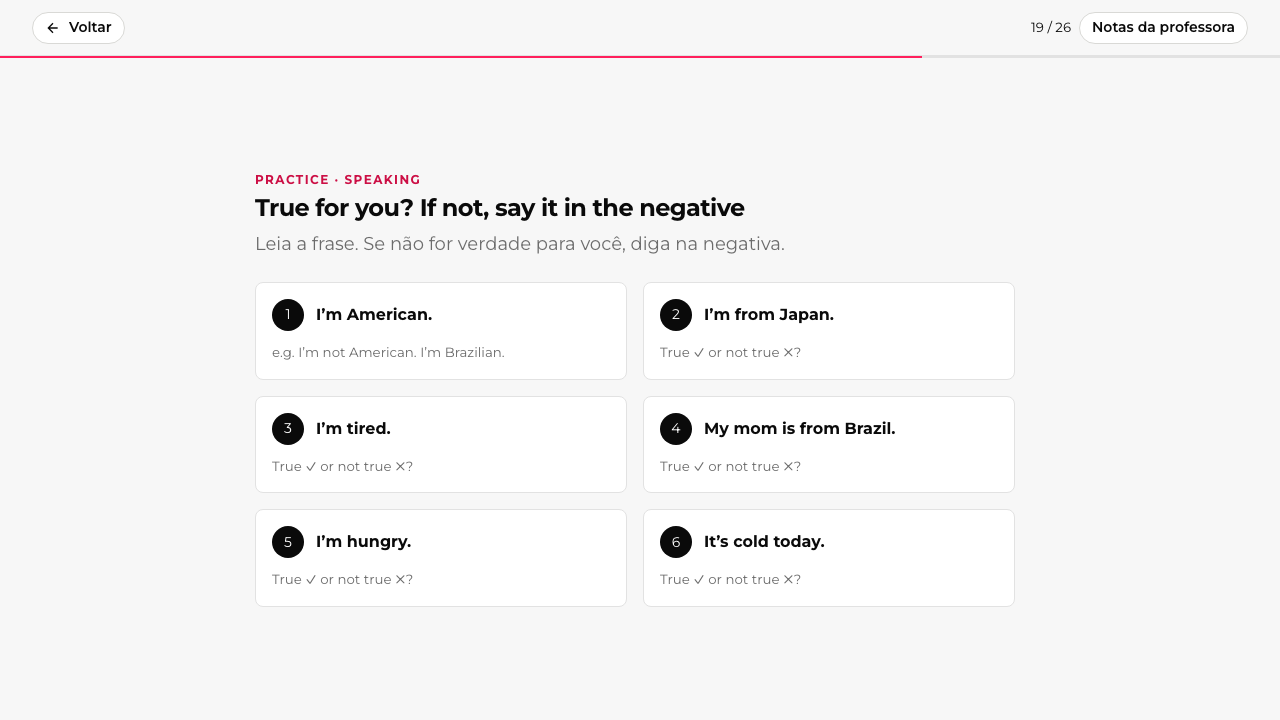 ← Voltar
19 / 26
Notas da professora
PRACTICE · SPEAKING
True for you? If not, say it in the negative
Leia a frase. Se não for verdade para você, diga na negativa.
1 I’m American.
e.g. I’m not American. I’m Brazilian.
2 I’m from Japan.
True ✓ or not true ✕?
3 I’m tired.
True ✓ or not true ✕?
4 My mom is from Brazil.
True ✓ or not true ✕?
5 I’m hungry.
True ✓ or not true ✕?
6 It’s cold today.
True ✓ or not true ✕?